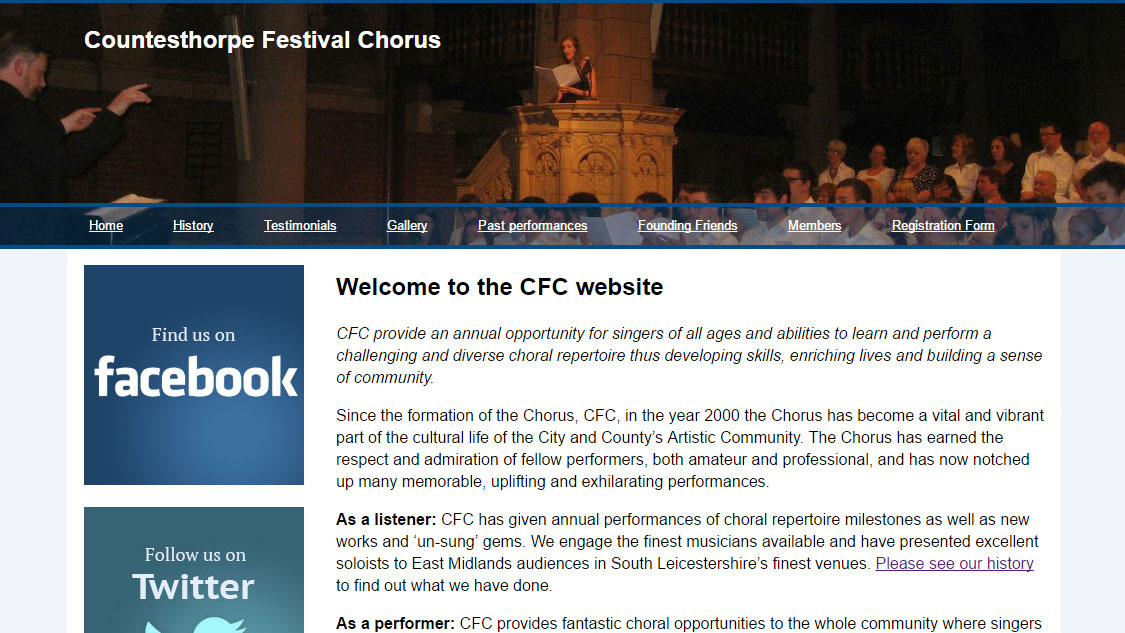 Countesthorpe Festival Chorus
Home History Testimonials Gallery Past performances Founding Friends Members Registration Form
Find us on
facebook
Follow us on
Twitter
Welcome to the CFC website
CFC provide an annual opportunity for singers of all ages and abilities to learn and perform a
challenging and diverse choral repertoire thus developing skills, enriching lives and building a sense
of community.
Since the formation of the Chorus, CFC, in the year 2000 the Chorus has become a vital and vibrant
part of the cultural life of the City and County’s Artistic Community. The Chorus has earned the
respect and admiration of fellow performers, both amateur and professional, and has now notched
up many memorable, uplifting and exhilarating performances.
As a listener: CFC has given annual performances of choral repertoire milestones as well as new
works and ‘un-sung’ gems. We engage the finest musicians available and have presented excellent
soloists to East Midlands audiences in South Leicestershire’s finest venues. Please see our history
to find out what we have done.
As a performer: CFC provides fantastic choral opportunities to the whole community where singers